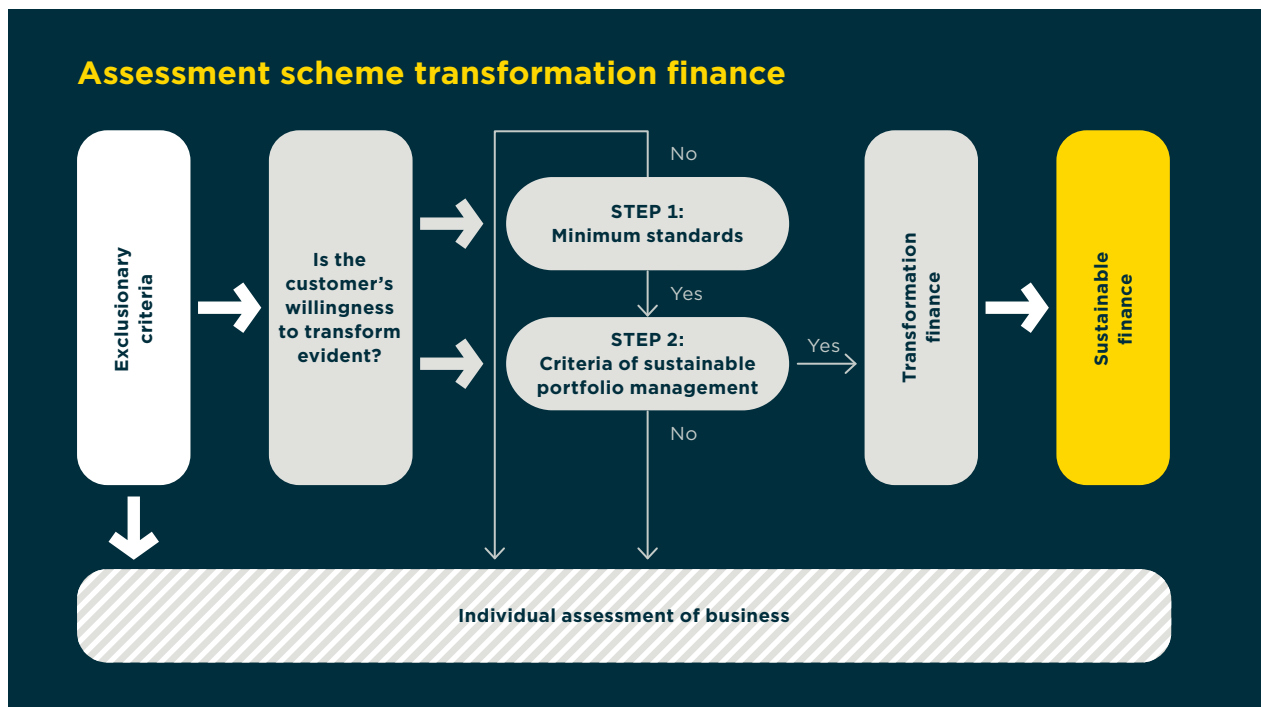 Assessment scheme transformation finance
Exclusionary
criteria
Is the
customer’s
willingness
to transform
evident?
No
STEP 1:
Minimum standards
Yes
STEP 2:
Criteria of sustainable
portfolio management
Yes
No
Transformation
finance
Sustainable
finance
Individual assessment of business